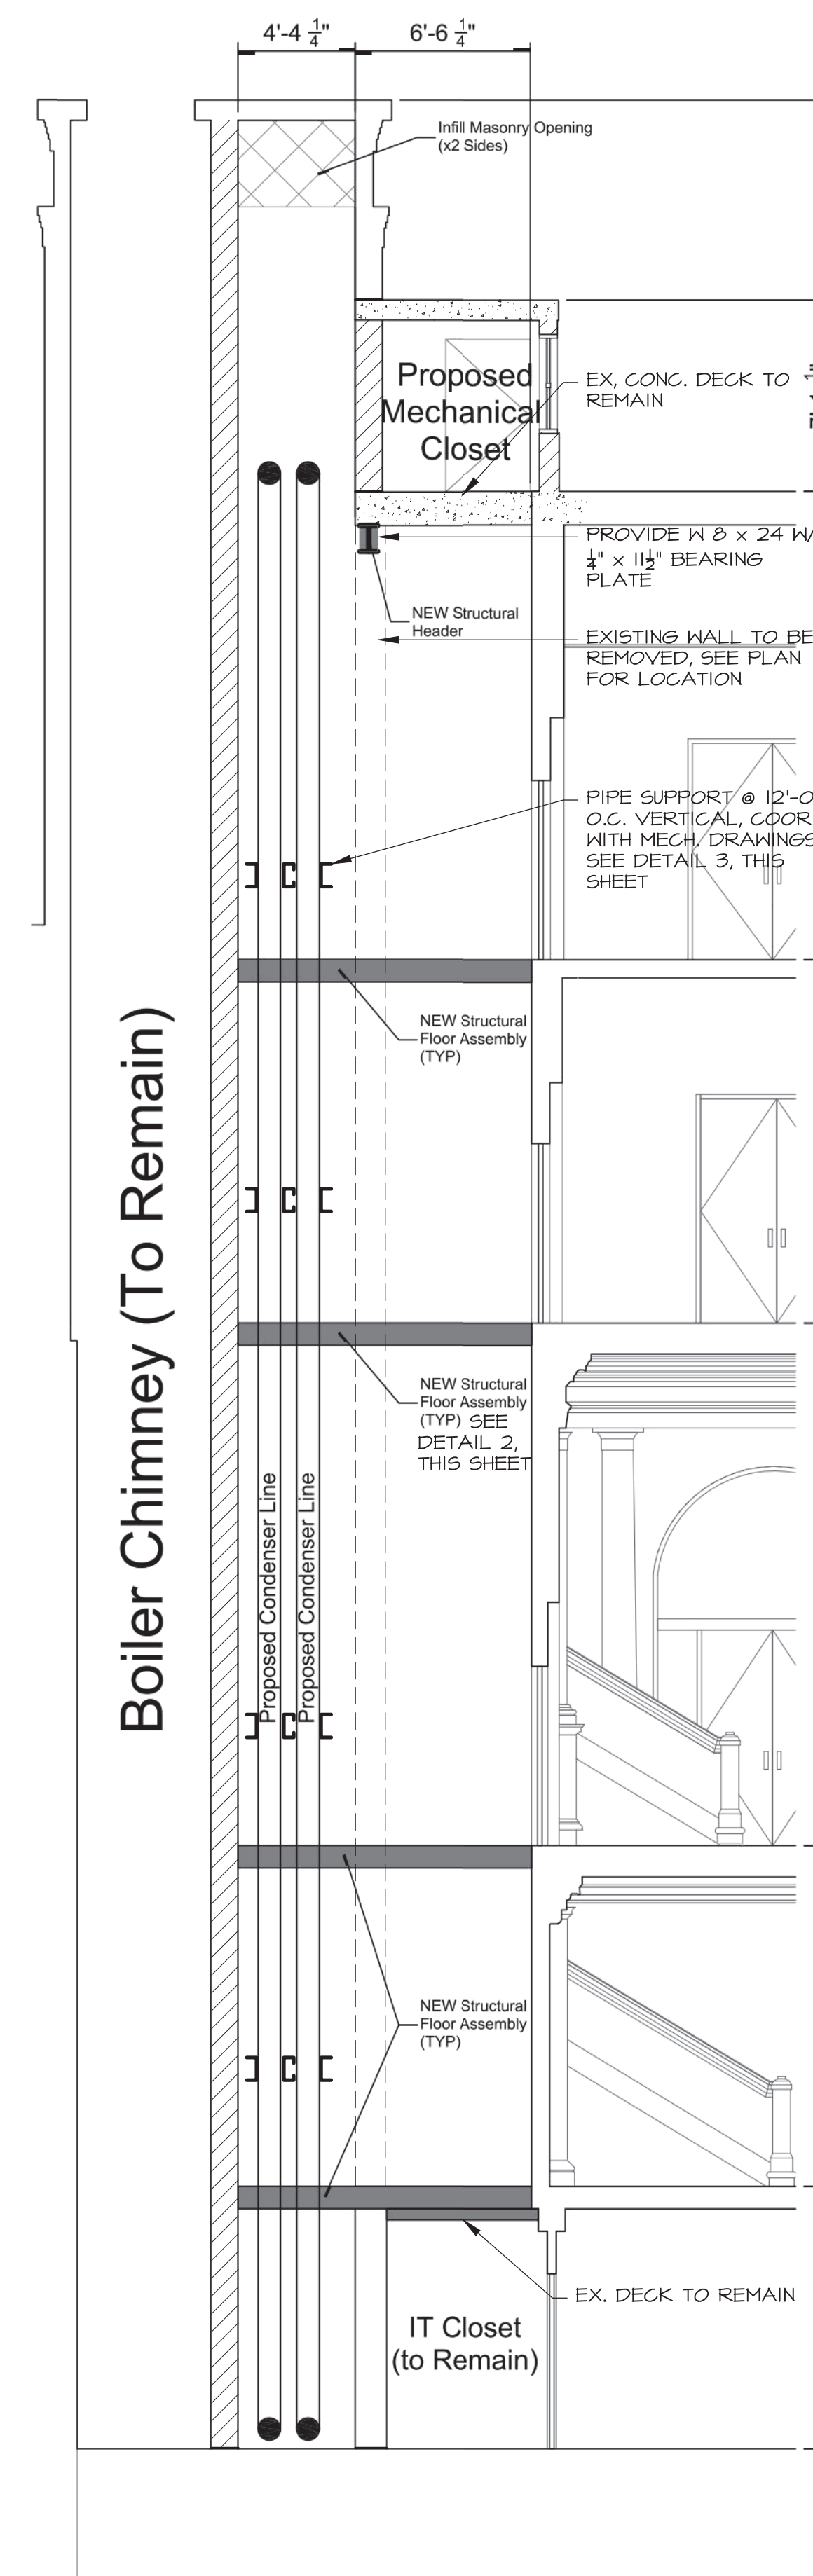 4'-4 1/4"
6'-6 1/4"
Infill Masonry Opening
(x2 Sides)
Proposed
Mechanical
Closet
EX, CONC. DECK TO
REMAIN
PROVIDE W 8 x 24 W/
1/4" x 11 1/2" BEARING
PLATE
NEW Structural
Header
EXISTING WALL TO BE
REMOVED, SEE PLAN
FOR LOCATION
PIPE SUPPORT @ 12'-0
O.C. VERTICAL, COOR
WITH MECH. DRAWINGS
SEE DETAIL 3, THIS
SHEET
NEW Structural
Floor Assembly
(TYP)
Boiler Chimney (To Remain)
NEW Structural
Floor Assembly
(TYP) SEE
DETAIL 2,
THIS SHEET
Proposed Condenser Line
Proposed Condenser Line
NEW Structural
Floor Assembly
(TYP)
EX. DECK TO REMAIN
IT Closet
(to Remain)